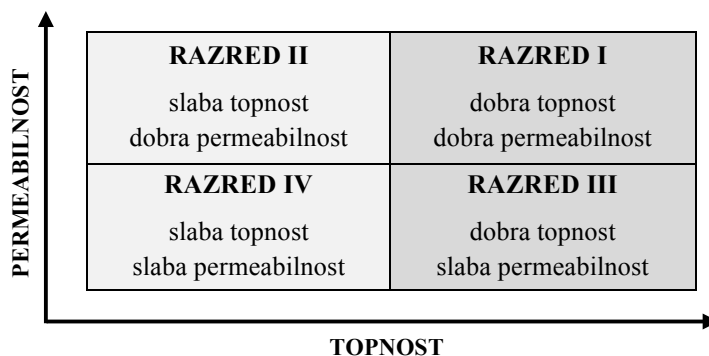 PERMEABILNOST
RAZRED II
slaba topnost
dobra permeabilnost
RAZRED I
dobra topnost
dobra permeabilnost
RAZRED IV
slaba topnost
slaba permeabilnost
RAZRED III
dobra topnost
slaba permeabilnost
TOPNOST